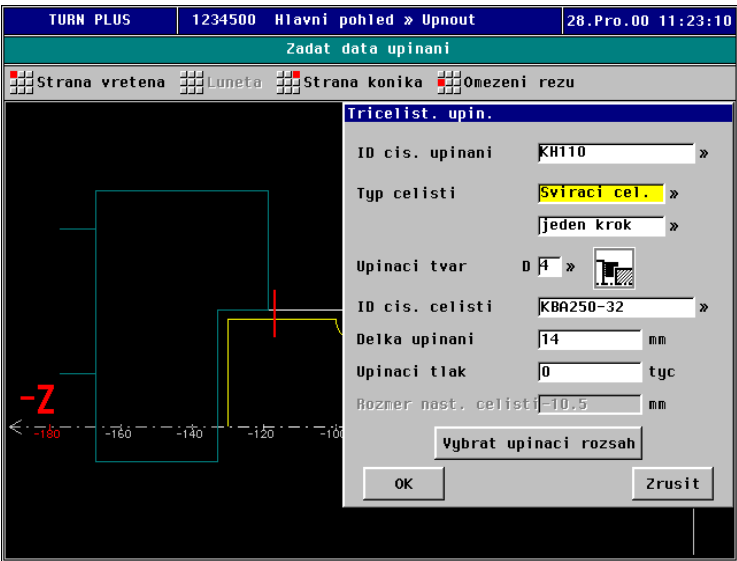 TURN PLUS 1234500 Hlavni pohled » Upnout 28.Pro.00 11:23:10
Zadat data upinani
Strana vretena Luneta Strana konika Omezeni rezu
Tricelist. upin.
ID cis. upinani KH110 »
Typ celisti Sviraci cel. »
jeden krok »
Upinaci tvar D 4 »
ID cis. celisti KBA250-32 »
Delka upinani 14 mm
Upinaci tlak 0 tyc
Rozmer nast. celisti -10.5 mm
Vybrat upinaci rozsah
OK Zrusit
-Z
-180 -160 -140 -120 -100